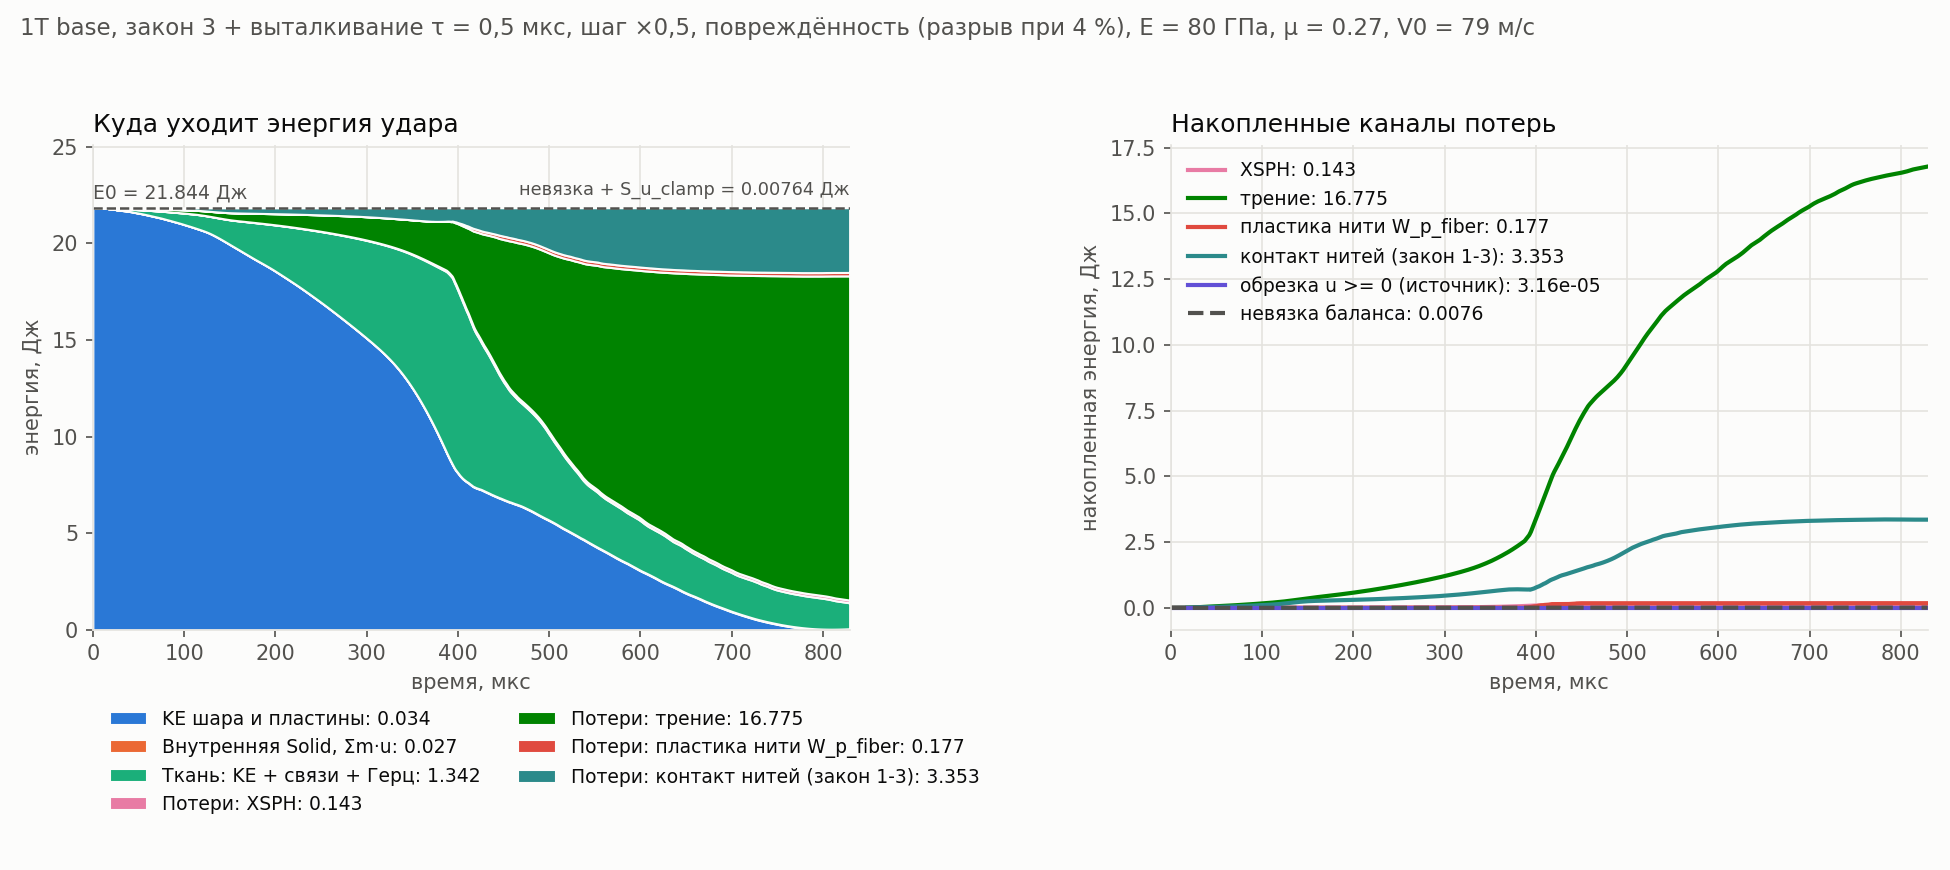 1T base, закон 3 + выталкивание τ = 0,5 мкс, шаг ×0,5, повреждённость (разрыв при 4 %), E = 80 ГПа, μ = 0.27, V0 = 79 м/с
Куда уходит энергия удара
25
20
15
10
5
0
энергия, Дж
E0 = 21.844 Дж
невязка + S_u_clamp = 0.00764 Дж
0 100 200 300 400 500 600 700 800
время, мкс
KE шара и пластины: 0.034
Внутренняя Solid, Σm·u: 0.027
Ткань: KE + связи + Герц: 1.342
Потери: XSPH: 0.143
Потери: трение: 16.775
Потери: пластика нити W_p_fiber: 0.177
Потери: контакт нитей (закон 1-3): 3.353
Накопленные каналы потерь
17.5
15.0
12.5
10.0
7.5
5.0
2.5
0.0
накопленная энергия, Дж
XSPH: 0.143
трение: 16.775
пластика нити W_p_fiber: 0.177
контакт нитей (закон 1-3): 3.353
обрезка u >= 0 (источник): 3.16e-05
невязка баланса: 0.0076
0 100 200 300 400 500 600 700 800
время, мкс